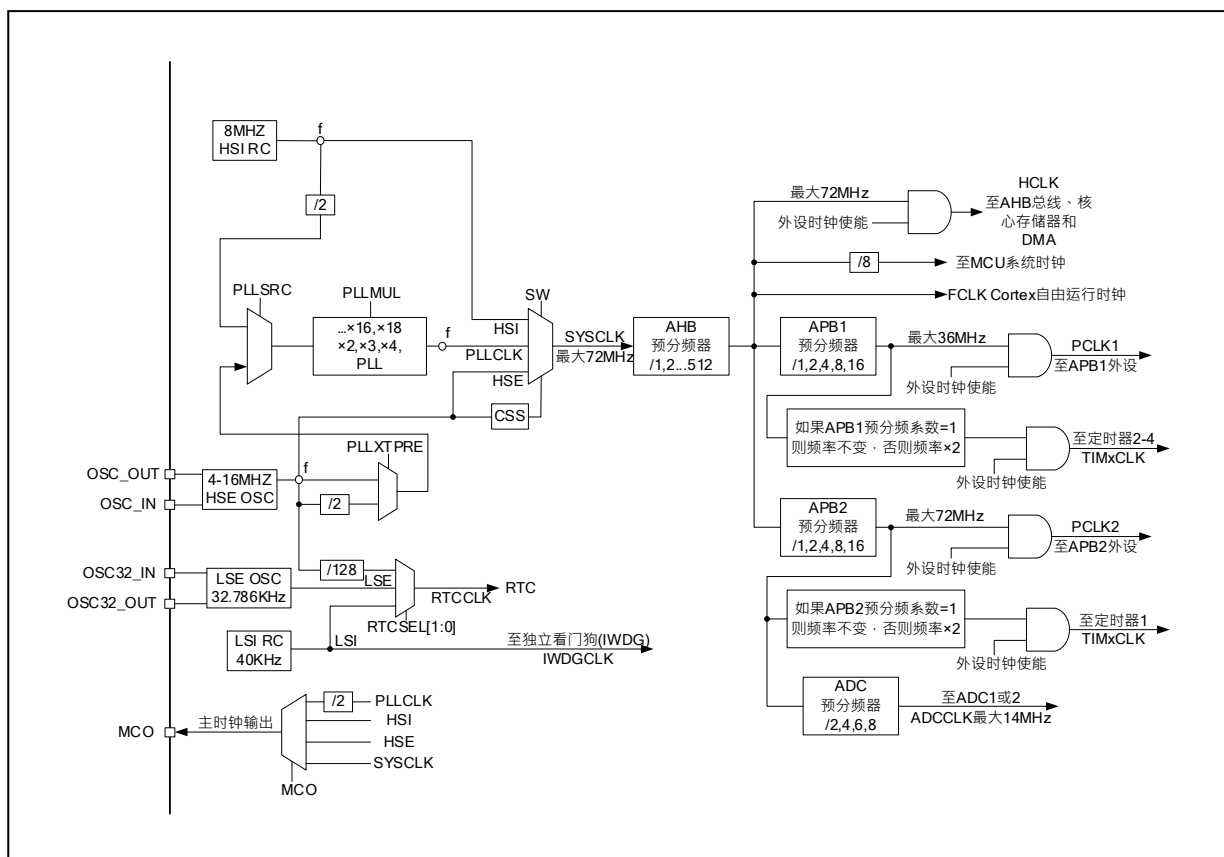 8MHZ
HSI RC
f
/2
PLLSRC
PLLMUL
...×16,×18
×2,×3,×4,
PLL
f
SW
HSI
PLLCLK
HSE
CSS
SYSCLK
最大72MHz
AHB
预分频器
/1,2...512
最大72MHz
外设时钟使能
HCLK
至AHB总线、核
心存储器和
DMA
/8
至MCU系统时钟
FCLK Cortex自由运行时钟
APB1
预分频器
/1,2,4,8,16
最大36MHz
外设时钟使能
PCLK1
至APB1外设
如果APB1预分频系数=1
则频率不变，否则频率×2
外设时钟使能
至定时器2-4
TIMxCLK
APB2
预分频器
/1,2,4,8,16
最大72MHz
外设时钟使能
PCLK2
至APB2外设
如果APB2预分频系数=1
则频率不变，否则频率×2
外设时钟使能
至定时器1
TIMxCLK
ADC
预分频器
/2,4,6,8
至ADC1或2
ADCCLK最大14MHz
PLLXTPRE
OSC_OUT
OSC_IN
4-16MHZ
HSE OSC
f
/2
OSC32_IN
OSC32_OUT
LSE OSC
32.786KHz
/128
LSE
RTCCLK
RTC
RTCSEL[1:0]
LSI RC
40KHz
LSI
至独立看门狗(IWDG)
IWDGCLK
MCO
主时钟输出
/2
PLLCLK
HSI
HSE
SYSCLK
MCO